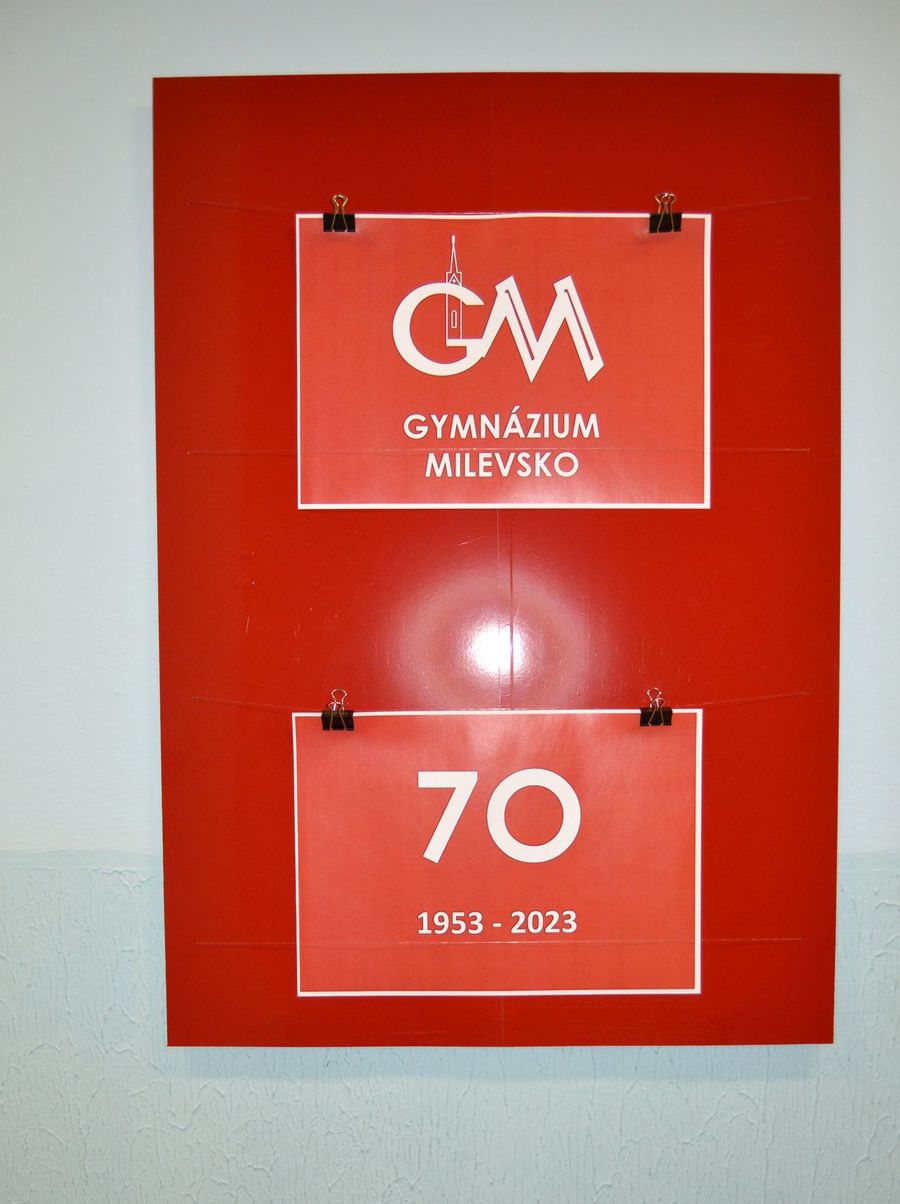 GM
GYMNÁZIUM
MILEVSKO
70
1953 - 2023